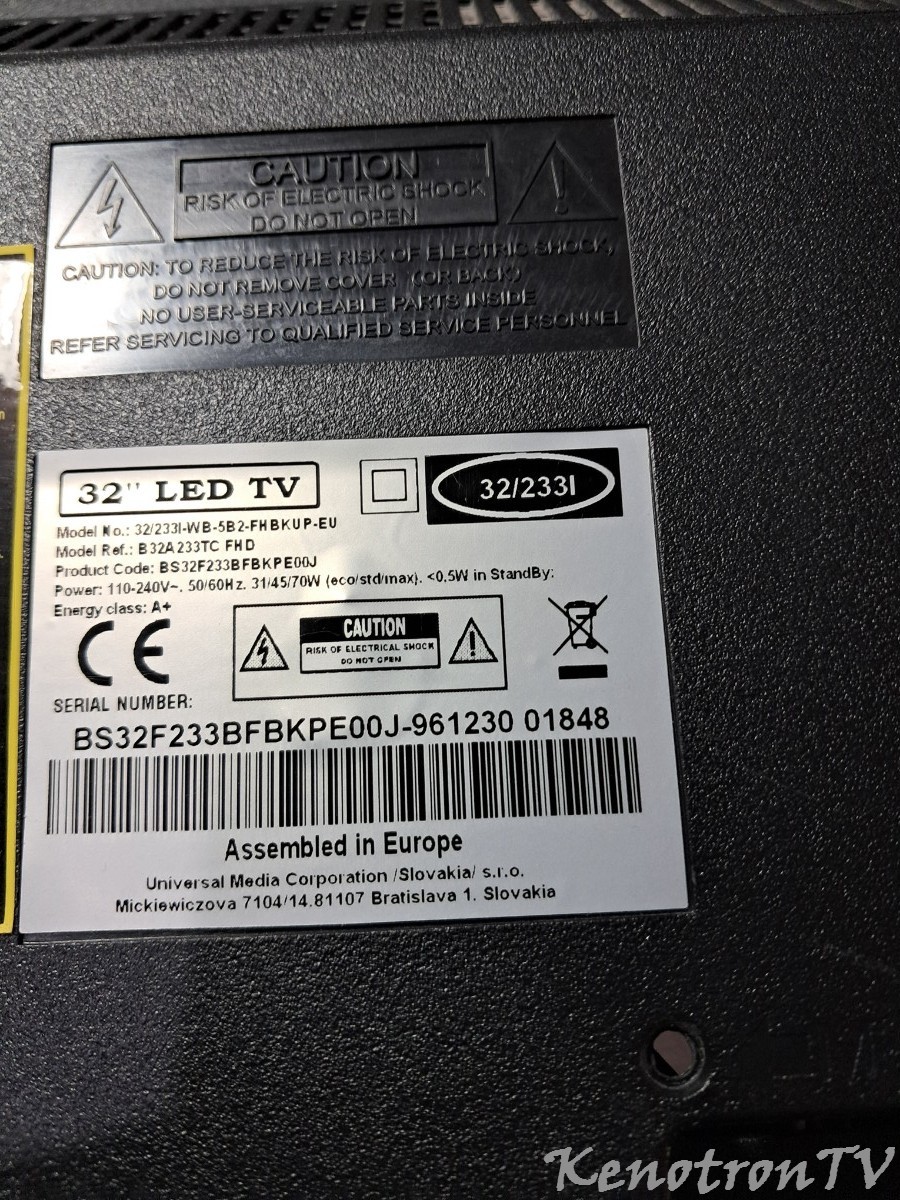 CAUTION
RISK OF ELECTRIC SHOCK
DO NOT OPEN
CAUTION: TO REDUCE THE RISK OF ELECTRIC SHOCK,
DO NOT REMOVE COVER (OR BACK)
NO USER-SERVICEABLE PARTS INSIDE
REFER SERVICING TO QUALIFIED SERVICE PERSONNEL
32" LED TV
32/233I
Model No.: 32/233I-WB-5B2-FHBKUP-EU
Model Ref.: B32A233TC FHD
Product Code: BS32F233BFBKPE00J
Power: 110-240V~, 50/60Hz. 31/45/70W (eco/std/max). <0.5W in StandBy:
Energy class: A+
CE
CAUTION
RISK OF ELECTRICAL SHOCK
DO NOT OPEN
SERIAL NUMBER:
BS32F233BFBKPE00J-961230 01848
Assembled in Europe
Universal Media Corporation /Slovakia/ s.r.o.
Mickiewiczova 7104/14.81107 Bratislava 1. Slovakia
KenotronTV